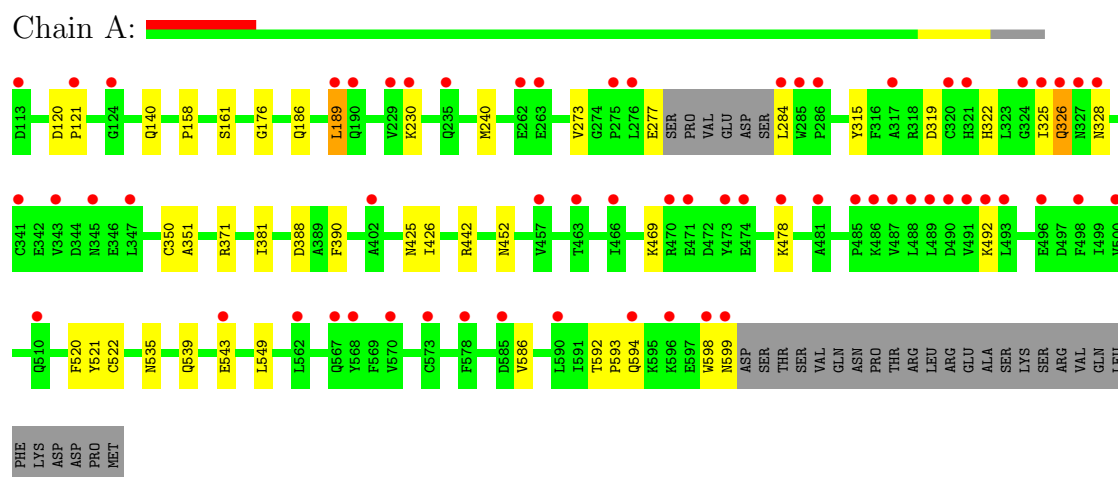 Chain A:
D113 D120 P121 G124 Q140 P158 S161 G176 Q186 L189 Q190 V229 K230 Q235 M240 E262 E263 V273 G274 P275 L276 E277 SER PRO VAL GLU ASP SER L284 W285 P286 Y315 F316 A317 R318 D319 C320 H321 H322 L323 G324 I325 Q326 N327 N328
C341 E342 V343 D344 N345 E346 L347 C350 A351 R371 I381 D388 A389 F390 A402 N425 I426 R442 N452 V457 T463 I466 K469 R470 E471 D472 Y473 E474 K478 A481 P485 K486 V487 L488 L489 D490 V491 K492 L493 E496 D497 F498 I499
Q510 F520 Y521 C522 N535 Q539 E543 L549 L562 Q567 Y568 F569 V570 C573 F578 D585 V586 L590 I591 T592 P593 Q594 K595 K596 E597 W598 N599 ASP SER THR SER SER VAL GLN ASN PRO THR ARG LEU ARG GLU ALA SER LYS SER ARG VAL GLN LEU
PHE LYS ASP ASP PRO MET